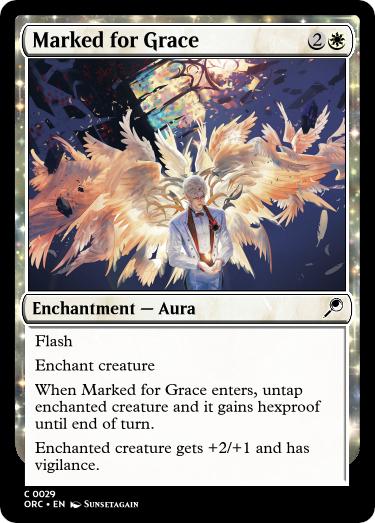 Marked for Grace 2
Enchantment — Aura
Flash
Enchant creature
When Marked for Grace enters, untap
enchanted creature and it gains hexproof
until end of turn.
Enchanted creature gets +2/+1 and has
vigilance.
C 0029
ORC • EN Sunsetagain